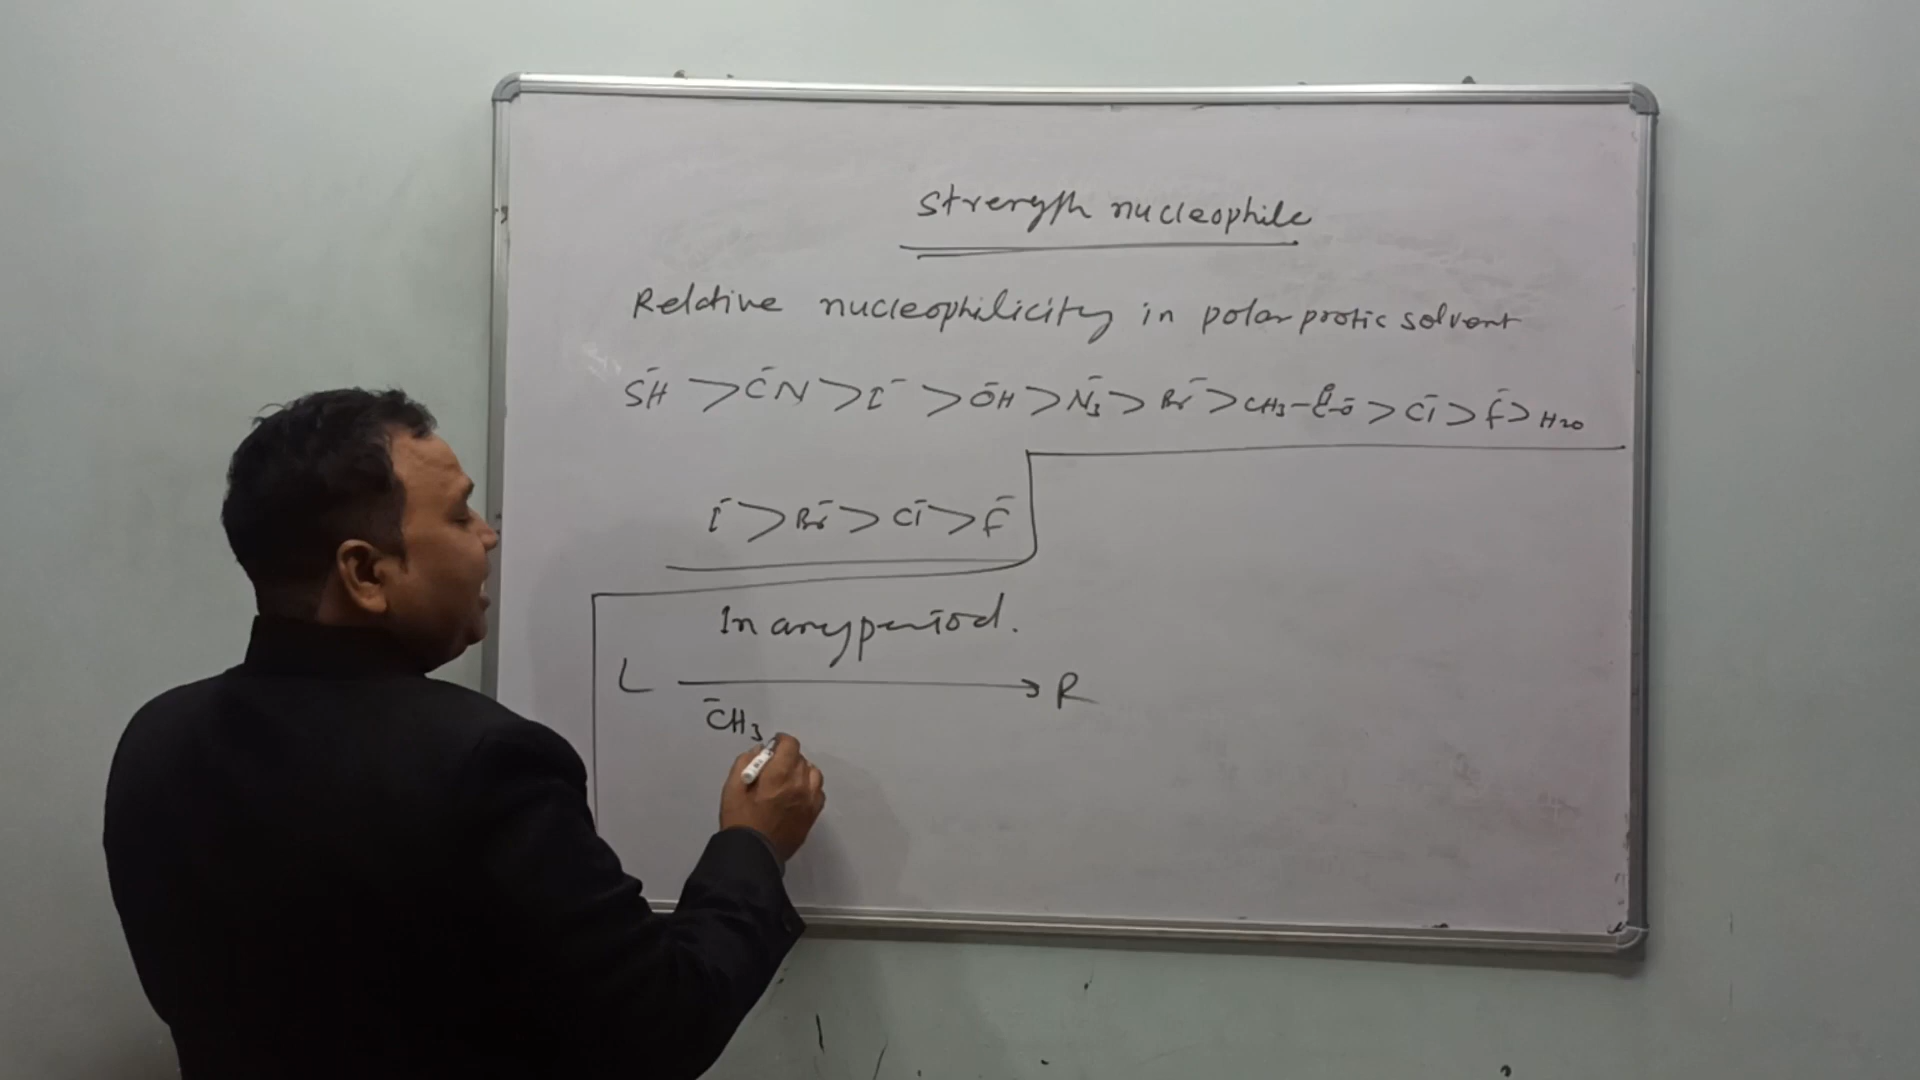 Strength nucleophile
Relative nucleophilicity in polar protic solvent
S̄H > C̄N > I⁻ > ŌH > N̄₃ > Br⁻ > CH₃-C(=O)-Ō > Cl⁻ > F⁻ > H₂O
I⁻ > Br⁻ > Cl⁻ > F⁻
In any period.
L → R
C̄H₃